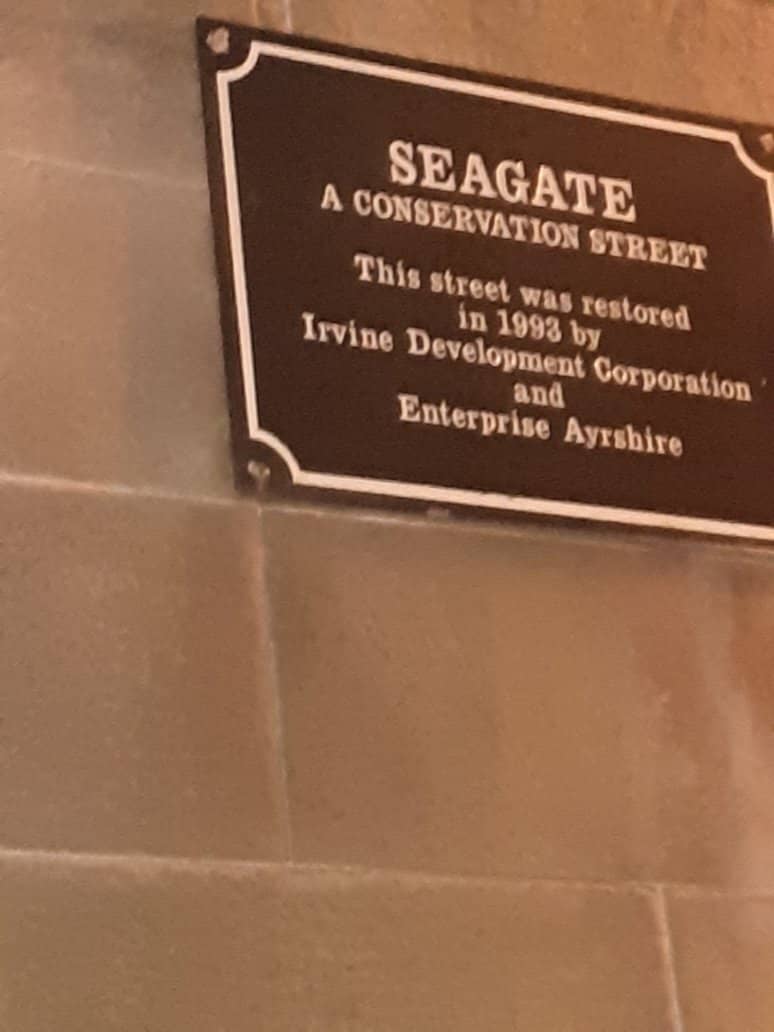 SEAGATE
A CONSERVATION STREET
This street was restored
in 1993 by
Irvine Development Corporation
and
Enterprise Ayrshire